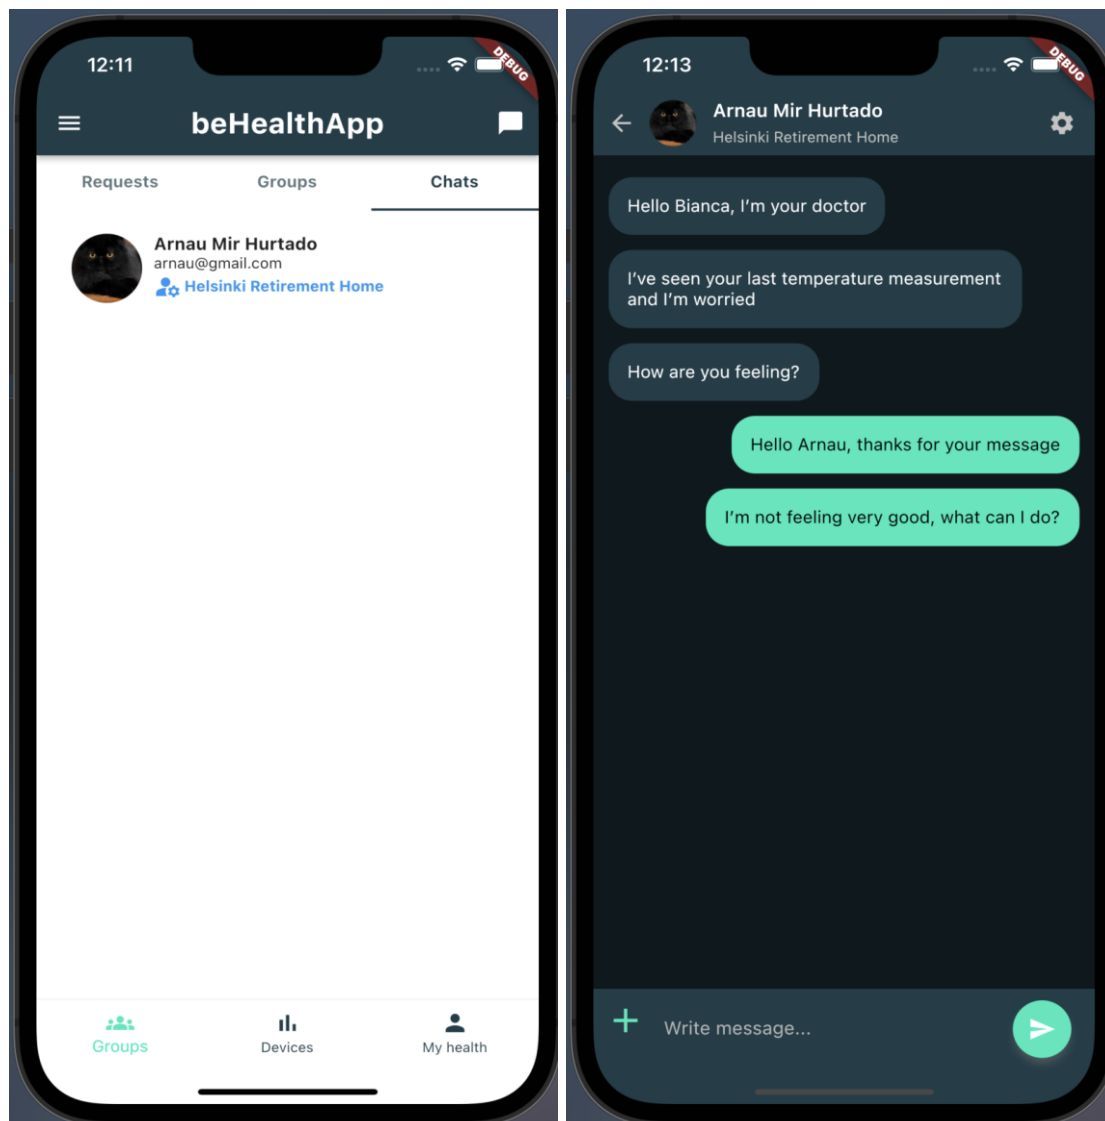 12:11
DEBUG
beHealthApp
Requests
Groups
Chats
Arnau Mir Hurtado
arnau@gmail.com
Helsinki Retirement Home
Groups
Devices
My health
12:13
DEBUG
Arnau Mir Hurtado
Helsinki Retirement Home
Hello Bianca, I’m your doctor
I’ve seen your last temperature measurement
and I’m worried
How are you feeling?
Hello Arnau, thanks for your message
I’m not feeling very good, what can I do?
Write message...